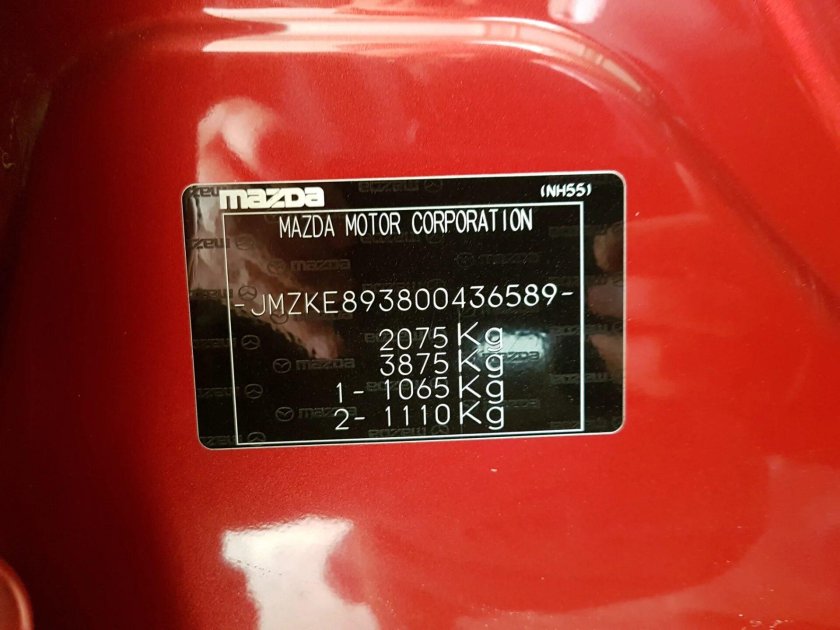 mazda (NH55)
MAZDA MOTOR CORPORATION
-JMZKE893800436589-
2075 Kg
3875 Kg
1- 1065 Kg
2- 1110 Kg